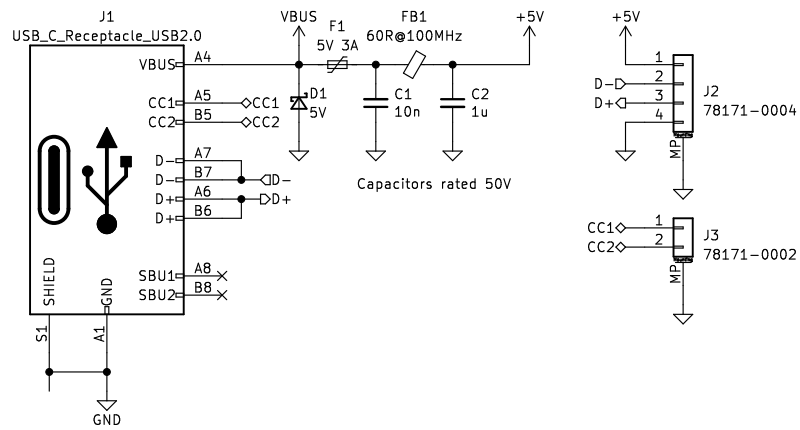 J1
USB_C_Receptacle_USB2.0
VBUS
A4
CC1
A5
CC1
CC2
B5
CC2
D-
A7
D-
B7
D-
D+
A6
D+
D+
B6
SBU1
A8
SBU2
B8
SHIELD
GND
S1
A1
GND
VBUS
F1
5V 3A
FB1
60R@100MHz
+5V
D1
5V
C1
10n
C2
1u
Capacitors rated 50V
+5V
1
D-
2
D+
3
4
MP
J2
78171-0004
CC1
1
CC2
2
MP
J3
78171-0002